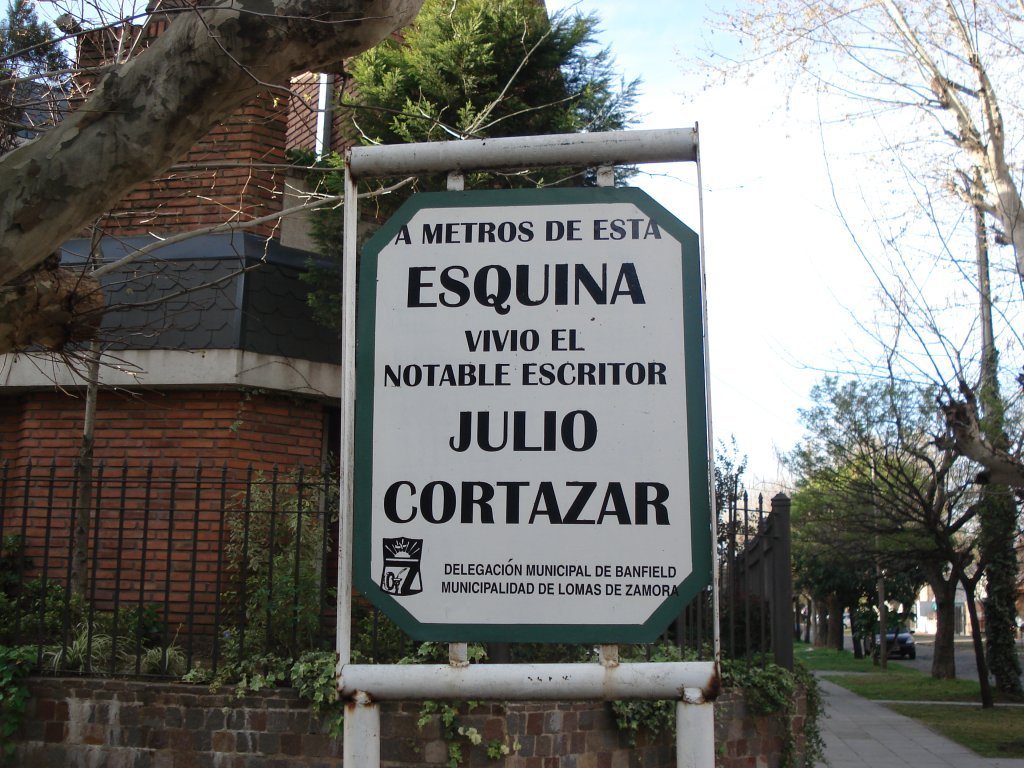 A METROS DE ESTA
ESQUINA
VIVIO EL
NOTABLE ESCRITOR
JULIO
CORTAZAR
DELEGACIÓN MUNICIPAL DE BANFIELD
MUNICIPALIDAD DE LOMAS DE ZAMORA